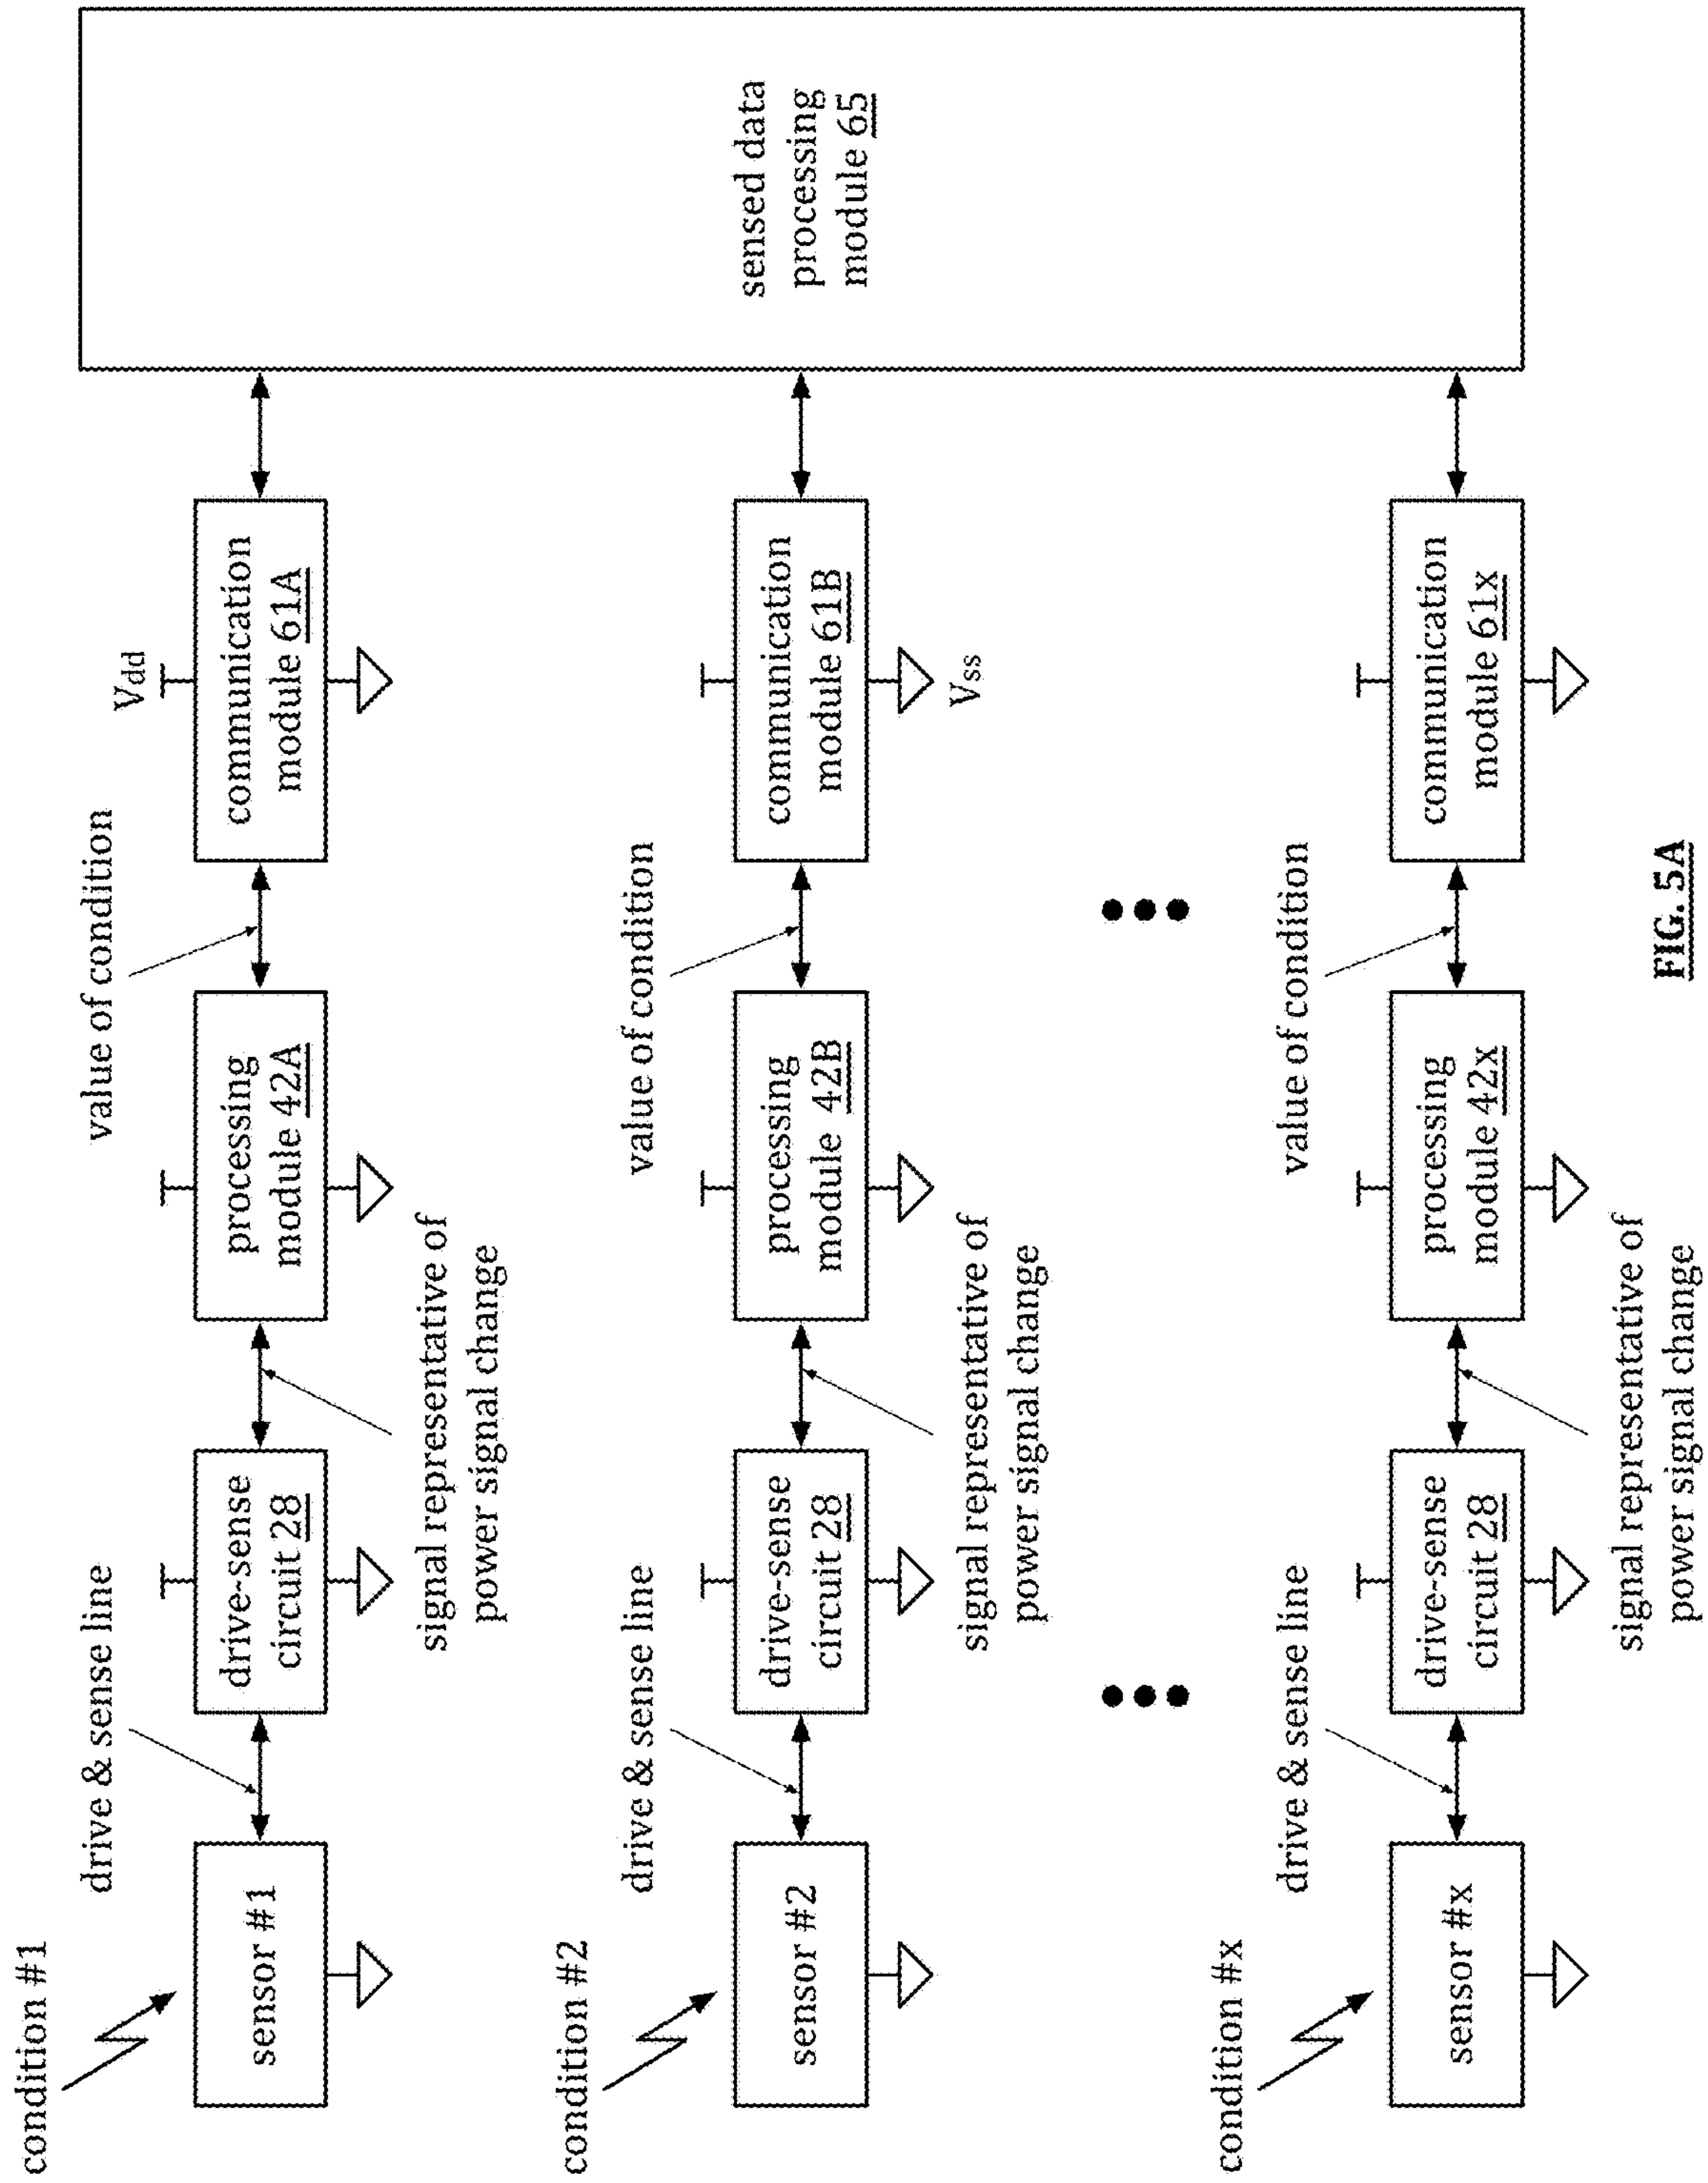 condition #1
drive & sense line
value of condition
Vdd
sensor #1
drive-sense
circuit 28
processing
module 42A
communication
module 61A
signal representative of
power signal change
sensed data
processing
module 65
condition #2
drive & sense line
value of condition
sensor #2
drive-sense
circuit 28
processing
module 42B
communication
module 61B
Vss
signal representative of
power signal change
condition #x
drive & sense line
value of condition
sensor #x
drive-sense
circuit 28
processing
module 42x
communication
module 61x
signal representative of
power signal change
FIG. 5A